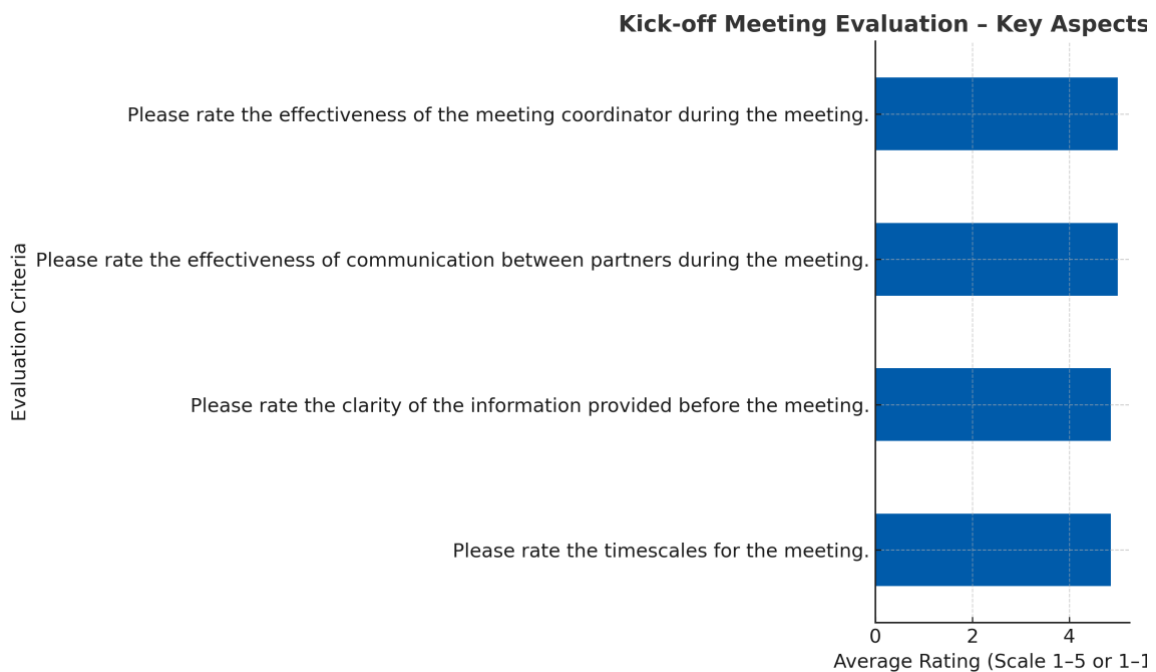 Kick-off Meeting Evaluation – Key Aspects
Please rate the effectiveness of the meeting coordinator during the meeting.
Please rate the effectiveness of communication between partners during the meeting.
Please rate the clarity of the information provided before the meeting.
Please rate the timescales for the meeting.
Evaluation Criteria
0 2 4
Average Rating (Scale 1–5 or 1–1